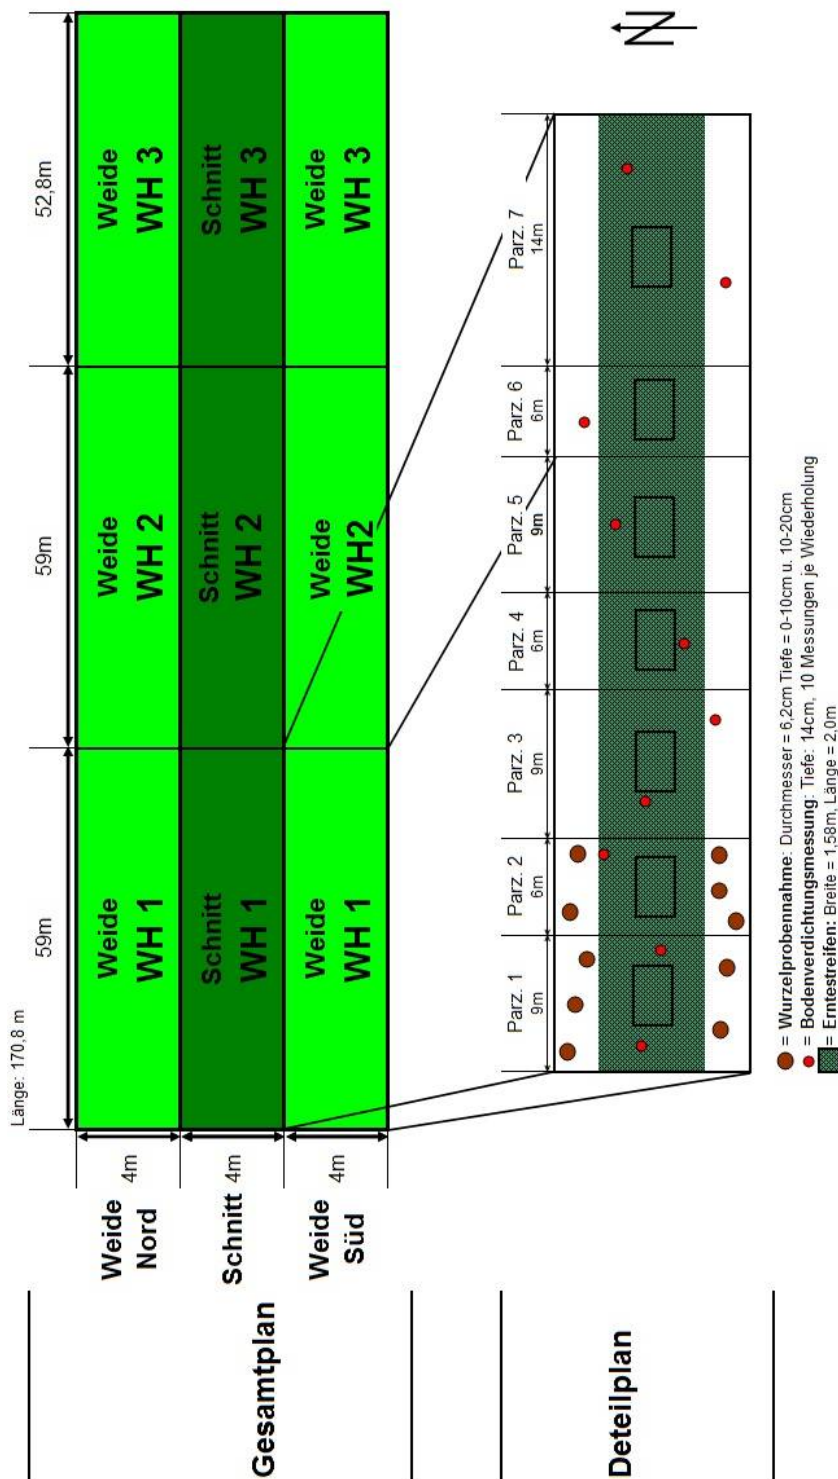 Gesamtplan
Länge: 170,8 m
59m
59m
52,8m
Weide
Nord
4m
Weide
WH 1
Weide
WH 2
Weide
WH 3
Schnitt
4m
Schnitt
WH 1
Schnitt
WH 2
Schnitt
WH 3
Weide
Süd
4m
Weide
WH 1
Weide
WH2
Weide
WH 3
Deteilplan
N
Parz. 1
9m
Parz. 2
6m
Parz. 3
9m
Parz. 4
6m
Parz. 5
9m
Parz. 6
6m
Parz. 7
14m
= Wurzelprobennahme: Durchmesser = 6,2cm Tiefe = 0-10cm u. 10-20cm
= Bodenverdichtungsmessung: Tiefe: 14cm, 10 Messungen je Wiederholung
= Erntestreifen: Breite = 1,58m, Länge = 2,0m